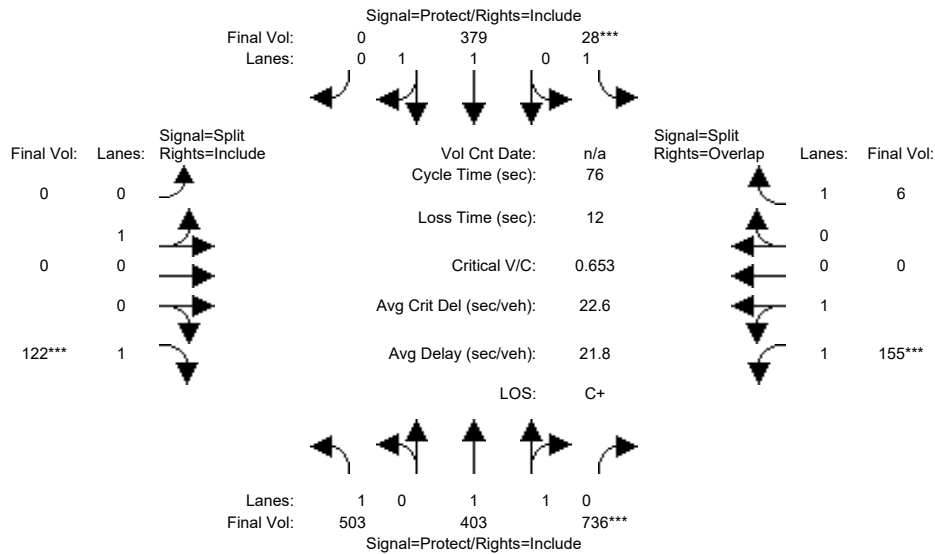 Signal=Protect/Rights=Include
Final Vol: 0 379 28***
Lanes: 0 1 1 0 1
Signal=Split
Final Vol: Lanes: Rights=Include
Vol Cnt Date: n/a
Signal=Split
Rights=Overlap Lanes: Final Vol:
Cycle Time (sec): 76
0 0
1 6
Loss Time (sec): 12
1
0
0 0
Critical V/C: 0.653
0 0
0
Avg Crit Del (sec/veh): 22.6
1
122*** 1
Avg Delay (sec/veh): 21.8
1 155***
LOS: C+
Lanes: 1 0 1 1 0
Final Vol: 503 403 736***
Signal=Protect/Rights=Include